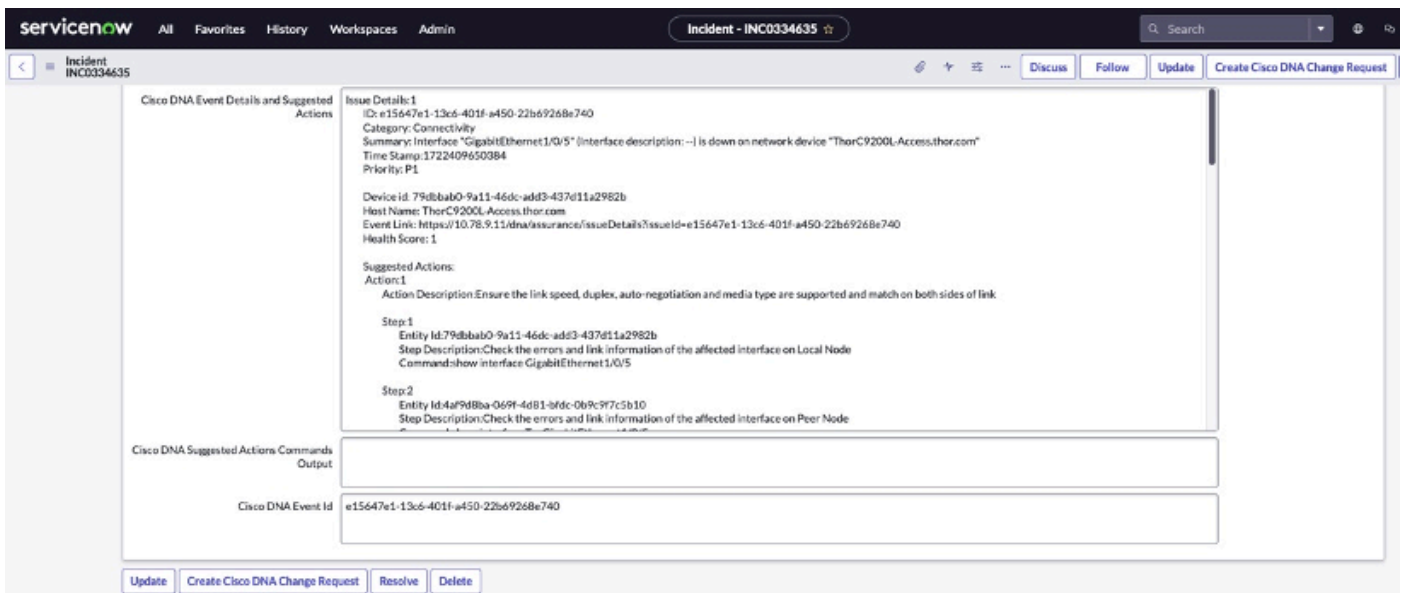 servicenow All Favorites History Workspaces Admin Incident - INC0334635 ☆ Search
Incident
INC0334635
Discuss Follow Update Create Cisco DNA Change Request
Cisco DNA Event Details and Suggested
Actions
Issue Details:1
ID: e15647e1-13c6-401f-a450-22b69268e740
Category: Connectivity
Summary: Interface "GigabitEthernet1/0/5" (Interface description: --) is down on network device "ThorC9200L-Access.thor.com"
Time Stamp:1722409650384
Priority: P1
Device id: 79dbbab0-9a11-46dc-add3-437d11a2982b
Host Name: ThorC9200L-Access.thor.com
Event Link: https://10.78.9.11/dna/assurance/issueDetails?issueId=e15647e1-13c6-401f-a450-22b69268e740
Health Score: 1
Suggested Actions:
Action:1
Action Description:Ensure the link speed, duplex, auto-negotiation and media type are supported and match on both sides of link
Step:1
Entity Id:79dbbab0-9a11-46dc-add3-437d11a2982b
Step Description:Check the errors and link information of the affected interface on Local Node
Command:show interface GigabitEthernet1/0/5
Step:2
Entity Id:4af9d8ba-069f-4d81-bfdc-0b9c9f7c5b10
Step Description:Check the errors and link information of the affected interface on Peer Node
Cisco DNA Suggested Actions Commands
Output
Cisco DNA Event Id e15647e1-13c6-401f-a450-22b69268e740
Update Create Cisco DNA Change Request Resolve Delete